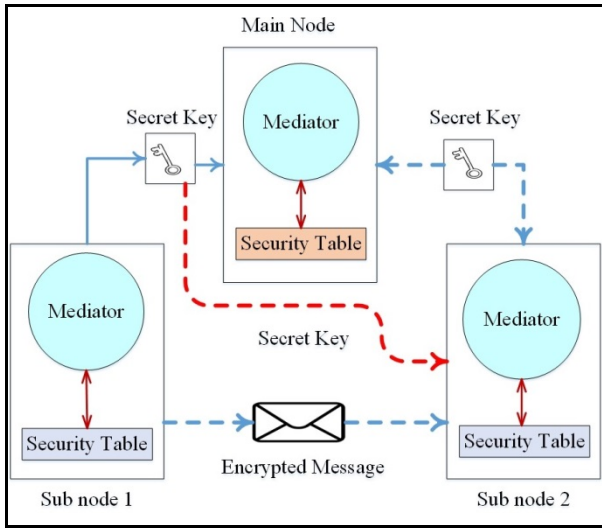 Main Node
Secret Key
Mediator
Secret Key
Security Table
Mediator
Mediator
Secret Key
Security Table
Security Table
Encrypted Message
Sub node 1
Sub node 2